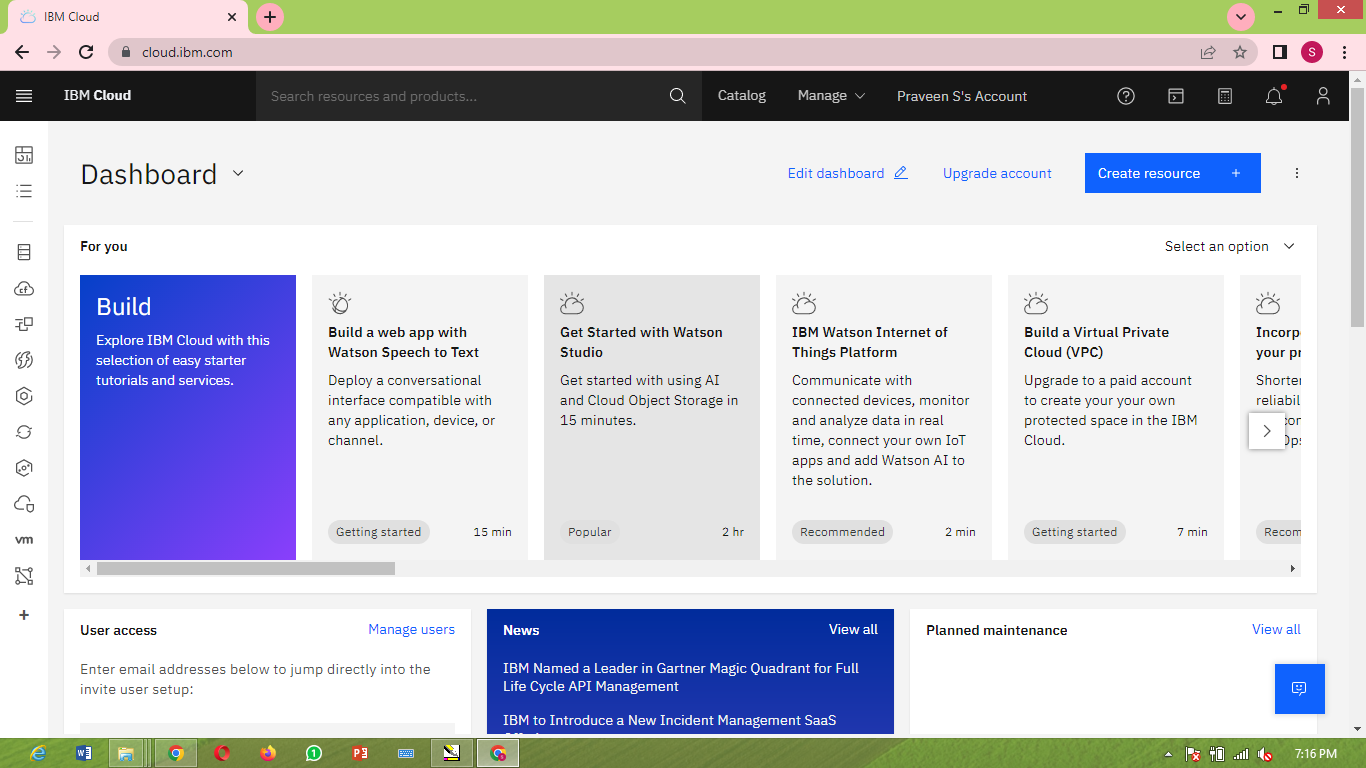 IBM Cloud
cloud.ibm.com
S
IBM Cloud
Search resources and products...
Catalog
Manage
Praveen S's Account
Dashboard
Edit dashboard
Upgrade account
Create resource +
For you
Select an option
Build
Explore IBM Cloud with this
selection of easy starter
tutorials and services.
Build a web app with
Watson Speech to Text
Deploy a conversational
interface compatible with
any application, device, or
channel.
Getting started
15 min
Get Started with Watson
Studio
Get started with using AI
and Cloud Object Storage in
15 minutes.
Popular
2 hr
IBM Watson Internet of
Things Platform
Communicate with
connected devices, monitor
and analyze data in real
time, connect your own IoT
apps and add Watson AI to
the solution.
Recommended
2 min
Build a Virtual Private
Cloud (VPC)
Upgrade to a paid account
to create your your own
protected space in the IBM
Cloud.
Getting started
7 min
Incorp
your pr
Shorter
reliabil
con
Ops
Recom
cf
vm
User access
Manage users
Enter email addresses below to jump directly into the
invite user setup:
News
View all
IBM Named a Leader in Gartner Magic Quadrant for Full
Life Cycle API Management
IBM to Introduce a New Incident Management SaaS
Planned maintenance
View all
7:16 PM